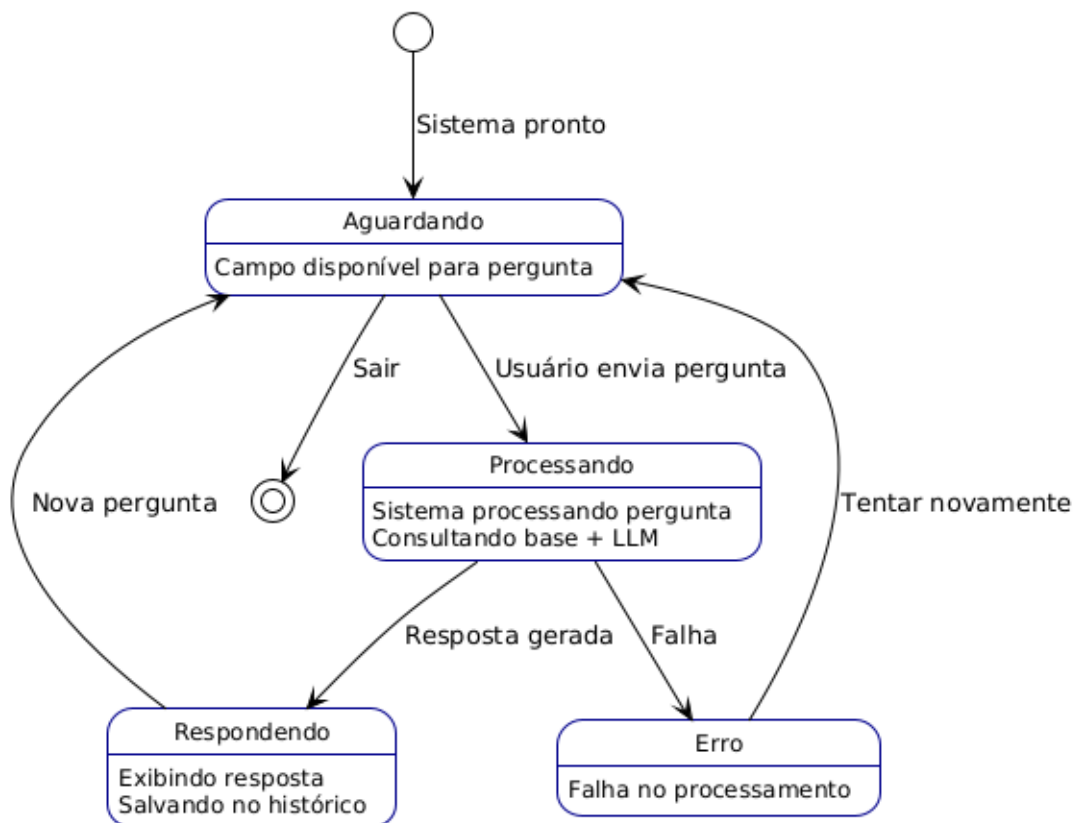 Sistema pronto
Aguardando
Campo disponível para pergunta
Sair
Usuário envia pergunta
Processando
Sistema processando pergunta
Consultando base + LLM
Nova pergunta
Tentar novamente
Resposta gerada
Falha
Respondendo
Exibindo resposta
Salvando no histórico
Erro
Falha no processamento